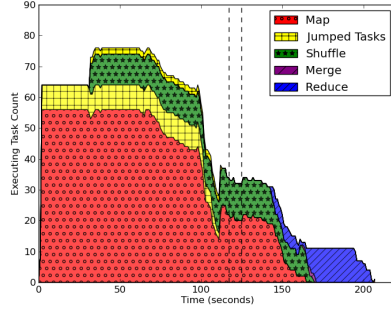 90
80
70
60
50
40
30
20
10
0
Executing Task Count
0
50
100
150
200
Time (seconds)
Map
Jumped Tasks
Shuffle
Merge
Reduce